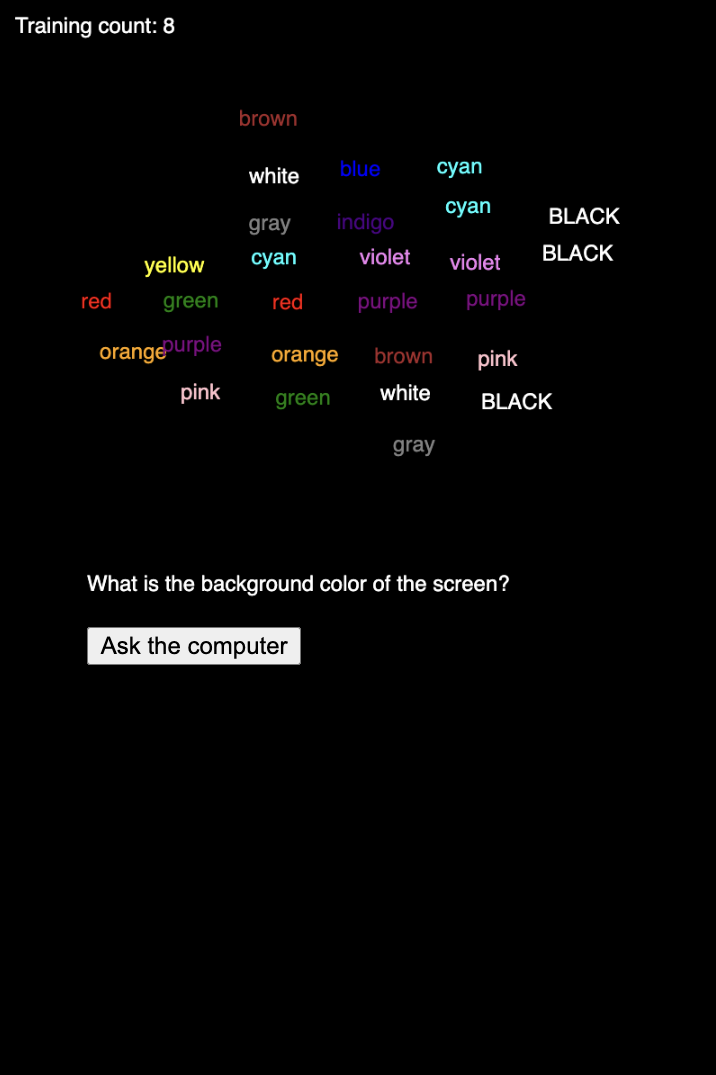 Training count: 8
brown
white blue cyan
cyan
gray indigo BLACK
yellow cyan violet violet BLACK
red green red purple purple
orange purple orange brown pink
pink green white BLACK
gray
What is the background color of the screen?
Ask the computer